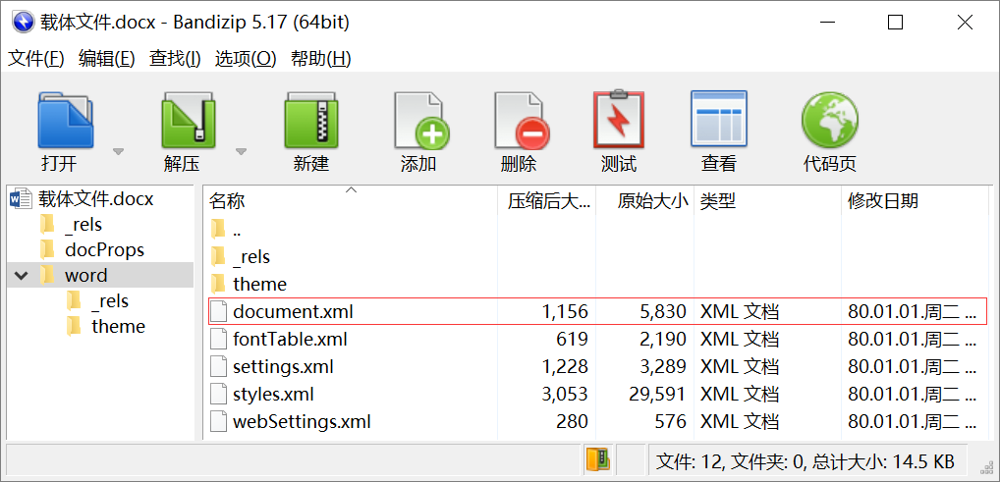 载体文件.docx - Bandizip 5.17 (64bit)
文件(F) 编辑(E) 查找(I) 选项(O) 帮助(H)
打开 解压 新建 添加 删除 测试 查看 代码页
载体文件.docx
_rels
docProps
word
_rels
theme
名称 压缩后大... 原始大小 类型 修改日期
..
_rels
theme
document.xml 1,156 5,830 XML 文档 80.01.01.周二 ...
fontTable.xml 619 2,190 XML 文档 80.01.01.周二 ...
settings.xml 1,228 3,289 XML 文档 80.01.01.周二 ...
styles.xml 3,053 29,591 XML 文档 80.01.01.周二 ...
webSettings.xml 280 576 XML 文档 80.01.01.周二 ...
文件: 12, 文件夹: 0, 总计大小: 14.5 KB